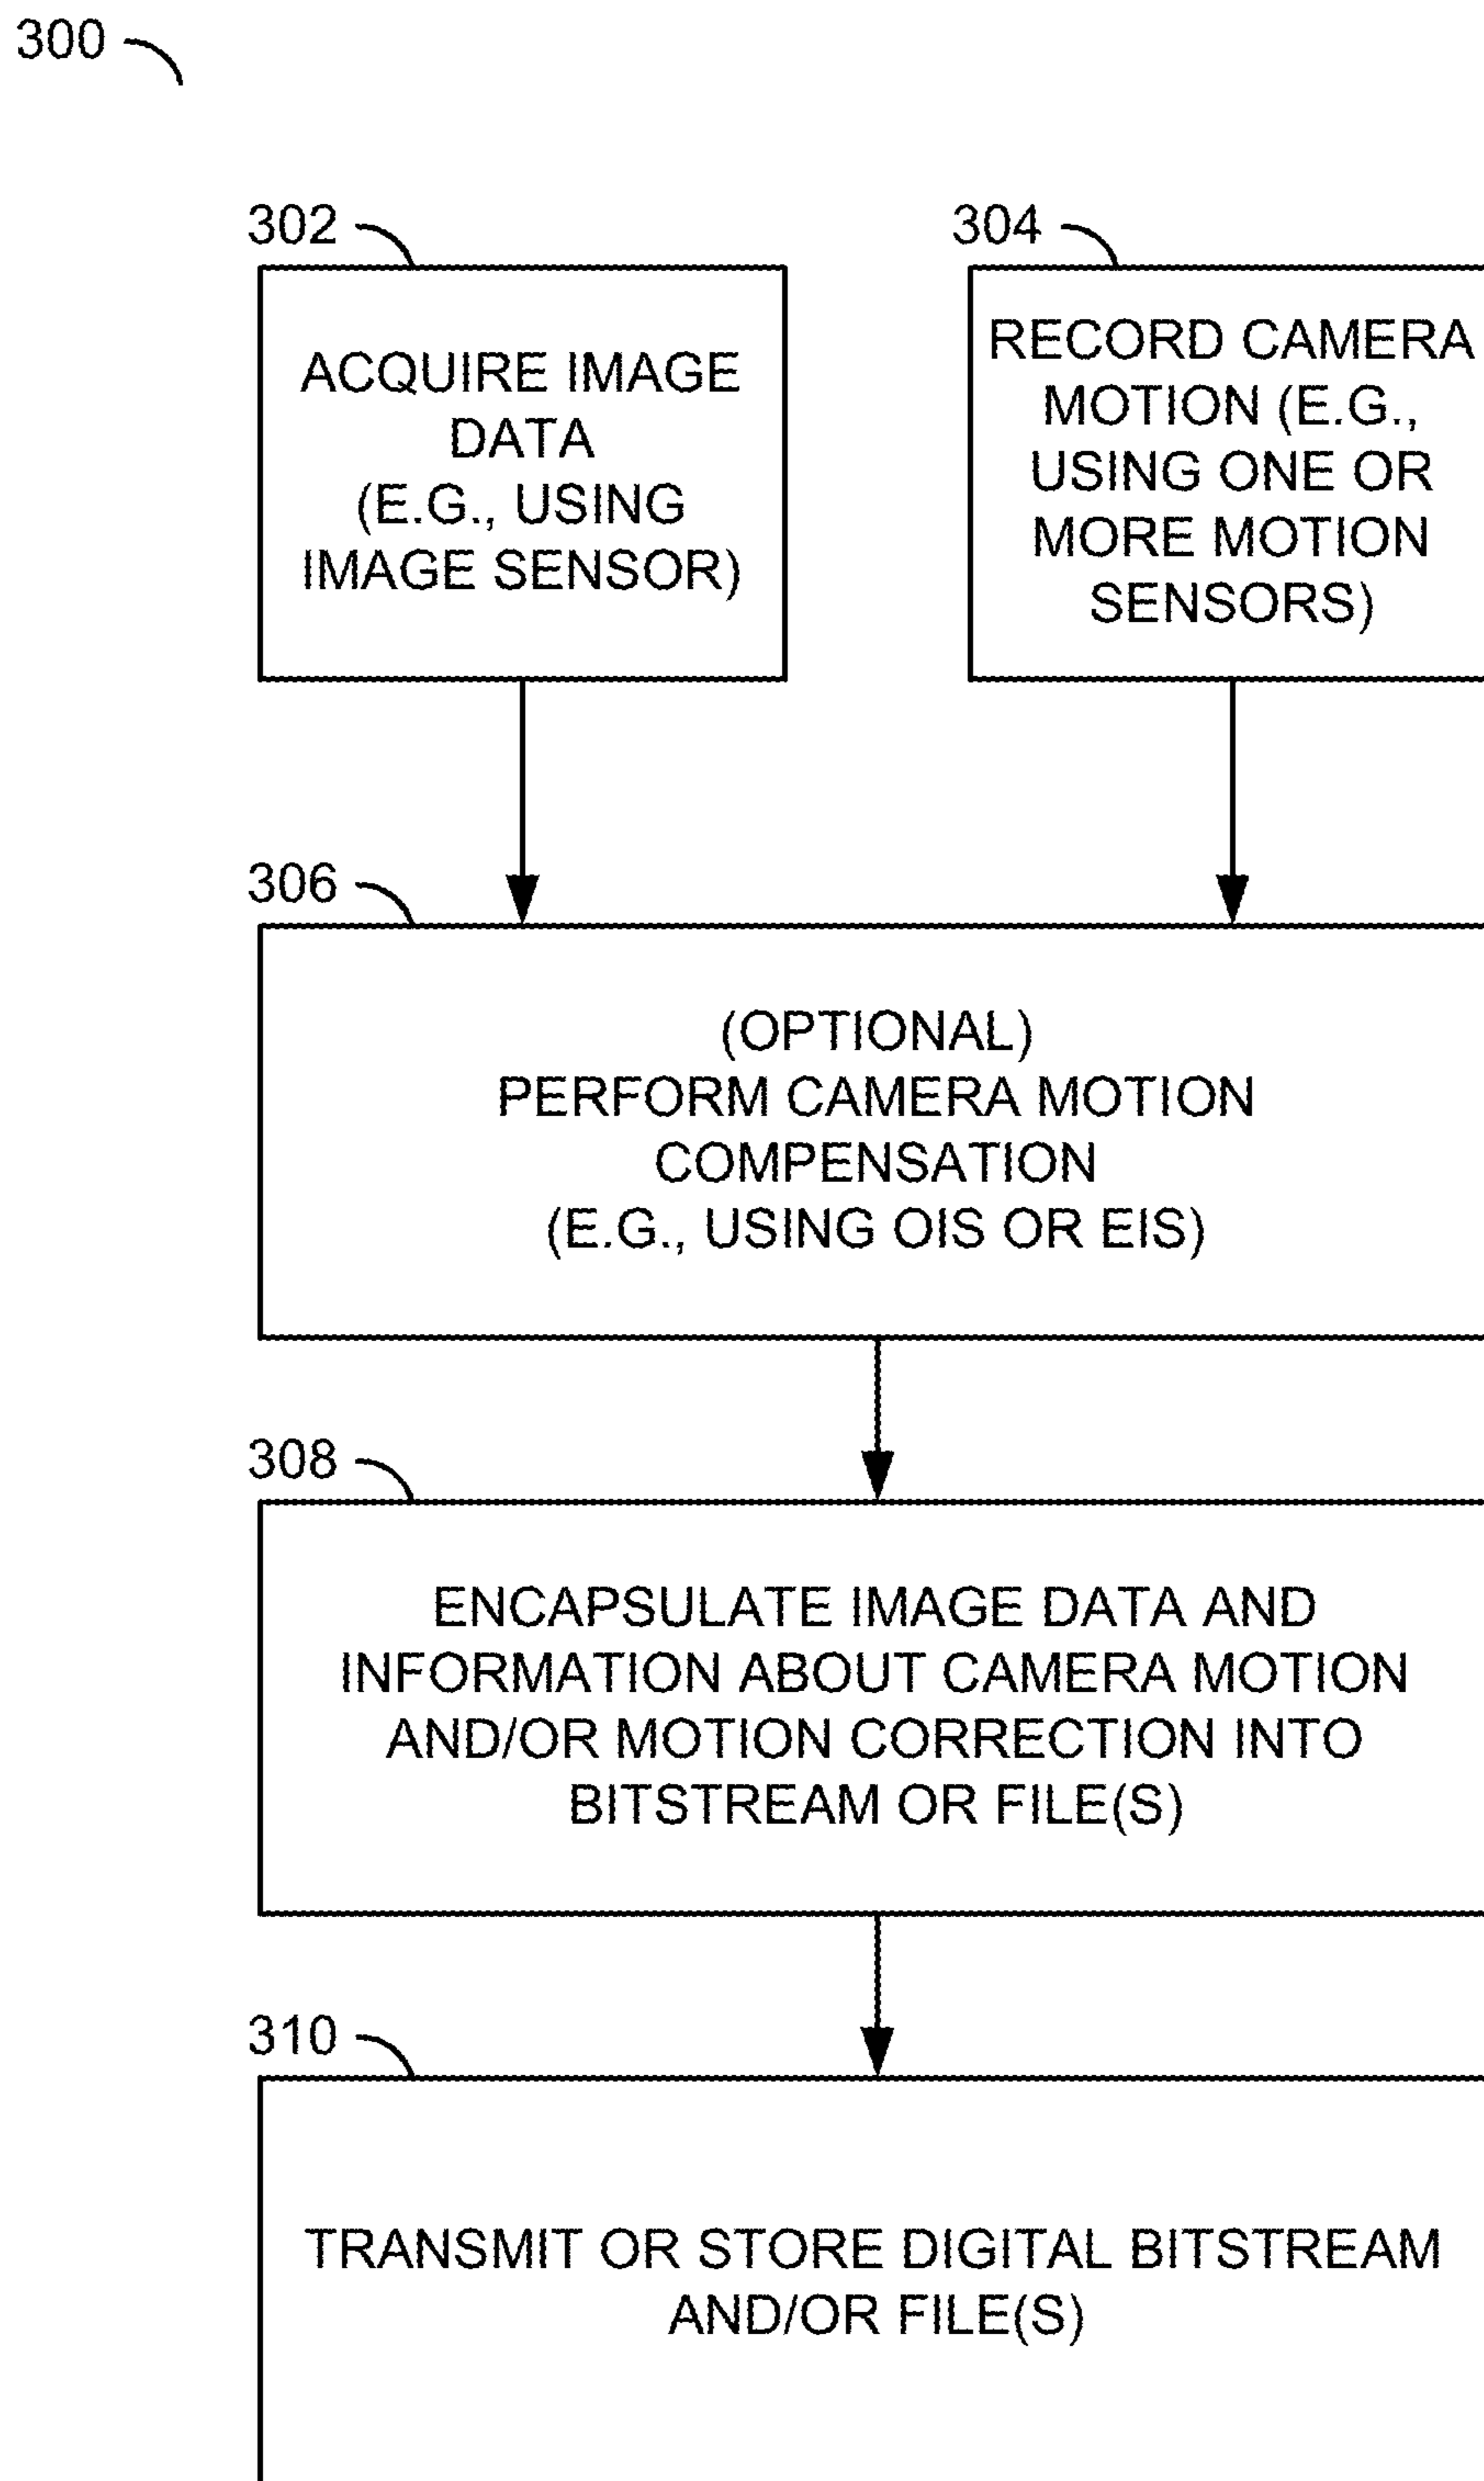 300
302
ACQUIRE IMAGE
DATA
(E.G., USING
IMAGE SENSOR)
304
RECORD CAMERA
MOTION (E.G.,
USING ONE OR
MORE MOTION
SENSORS)
306
(OPTIONAL)
PERFORM CAMERA MOTION
COMPENSATION
(E.G., USING OIS OR EIS)
308
ENCAPSULATE IMAGE DATA AND
INFORMATION ABOUT CAMERA MOTION
AND/OR MOTION CORRECTION INTO
BITSTREAM OR FILE(S)
310
TRANSMIT OR STORE DIGITAL BITSTREAM
AND/OR FILE(S)